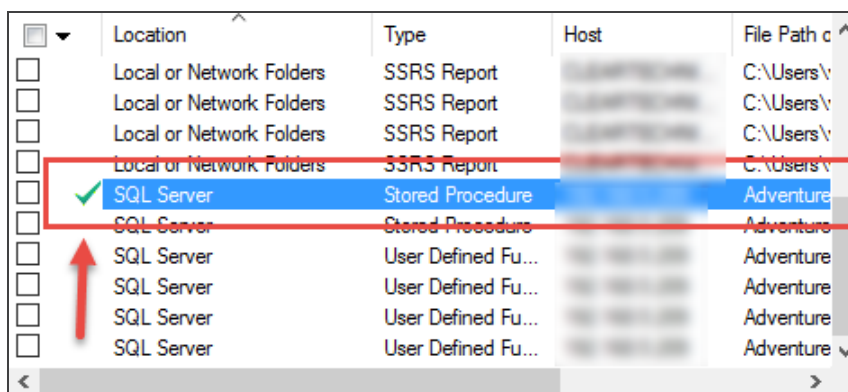 Location Type Host File Path o
Local or Network Folders SSRS Report C:\Users\
Local or Network Folders SSRS Report C:\Users\
Local or Network Folders SSRS Report C:\Users\
Local or Network Folders SSRS Report C:\Users\
SQL Server Stored Procedure Adventure
SQL Server Stored Procedure Adventure
SQL Server User Defined Fu... Adventure
SQL Server User Defined Fu... Adventure
SQL Server User Defined Fu... Adventure
SQL Server User Defined Fu... Adventure